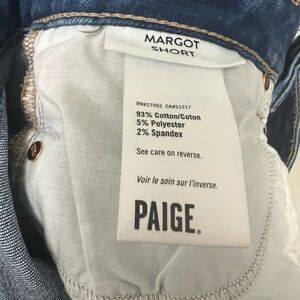 MARGOT
SHORT
RN#27002 CA#51217
93% Cotton/Coton
5% Polyester
2% Spandex
See care on reverse.
Voir le soin sur l'inverse.
PAIGE®